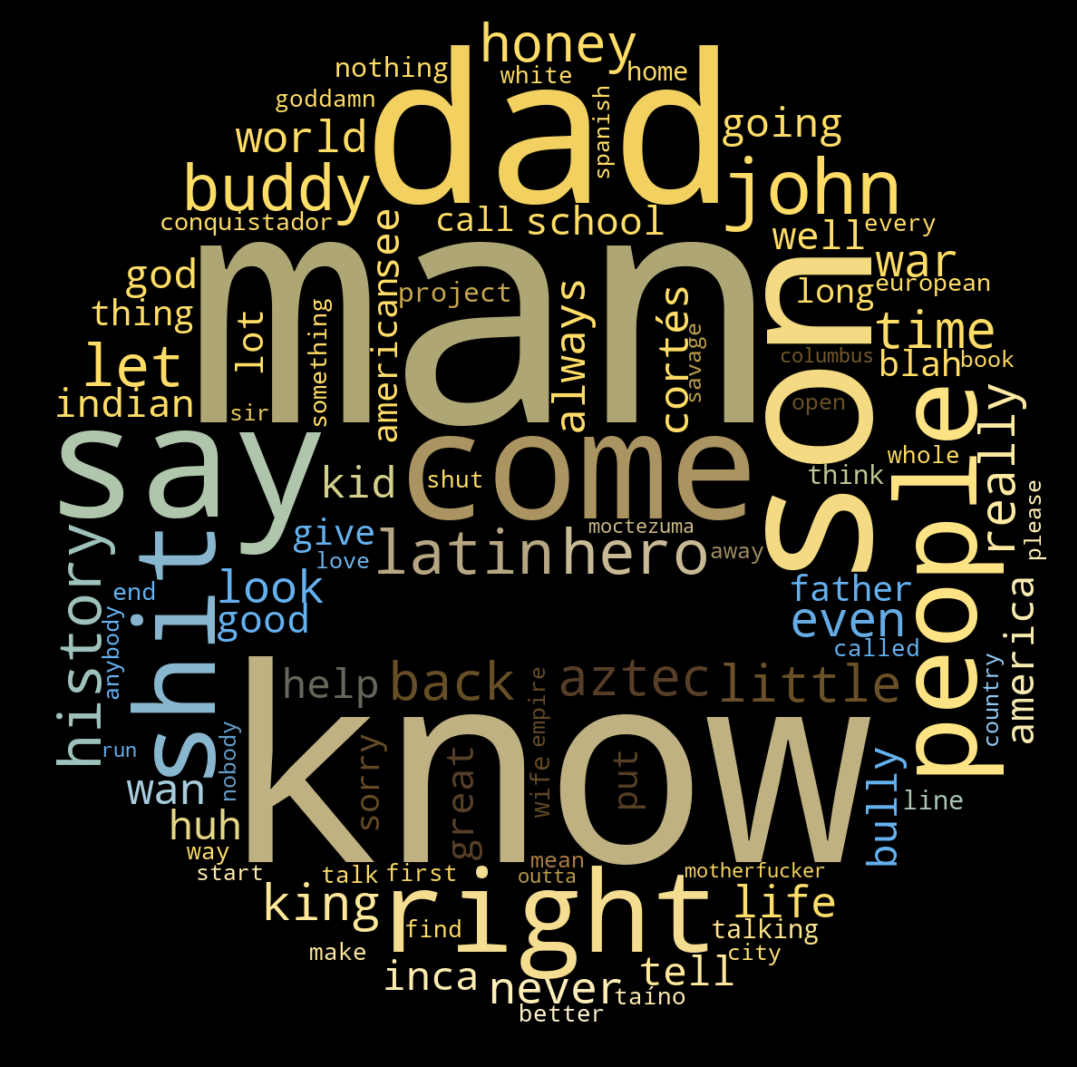 honey
nothing
white
home
goddamn
dad
spanish
world
going
buddy
john
conquistador
call
school
every
well
war
god
man
son
americansee
project
long
european
thing
lot
something
always
cortés
savage
time
let
columbus
blah
book
indian
sir
open
people
really
say
come
whole
kid
shut
think
please
history
shit
give
moctezuma
love
latin
hero
away
end
look
father
good
even
america
anybody
called
country
help
back
aztec
little
know
empire
run
nobody
sorry
great
wife
put
bully
wan
line
huh
way
mean
start
talk
first
outta
motherfucker
king
right
life
find
talking
make
city
inca
never
tell
taíno
better